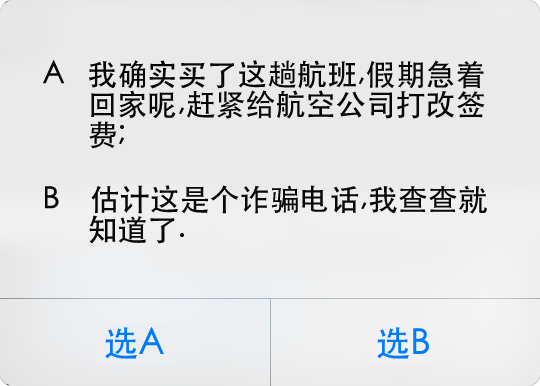 A 我确实买了这趟航班,假期急着
回家呢,赶紧给航空公司打改签
费;
B 估计这是个诈骗电话,我查查就
知道了.
选A 选B